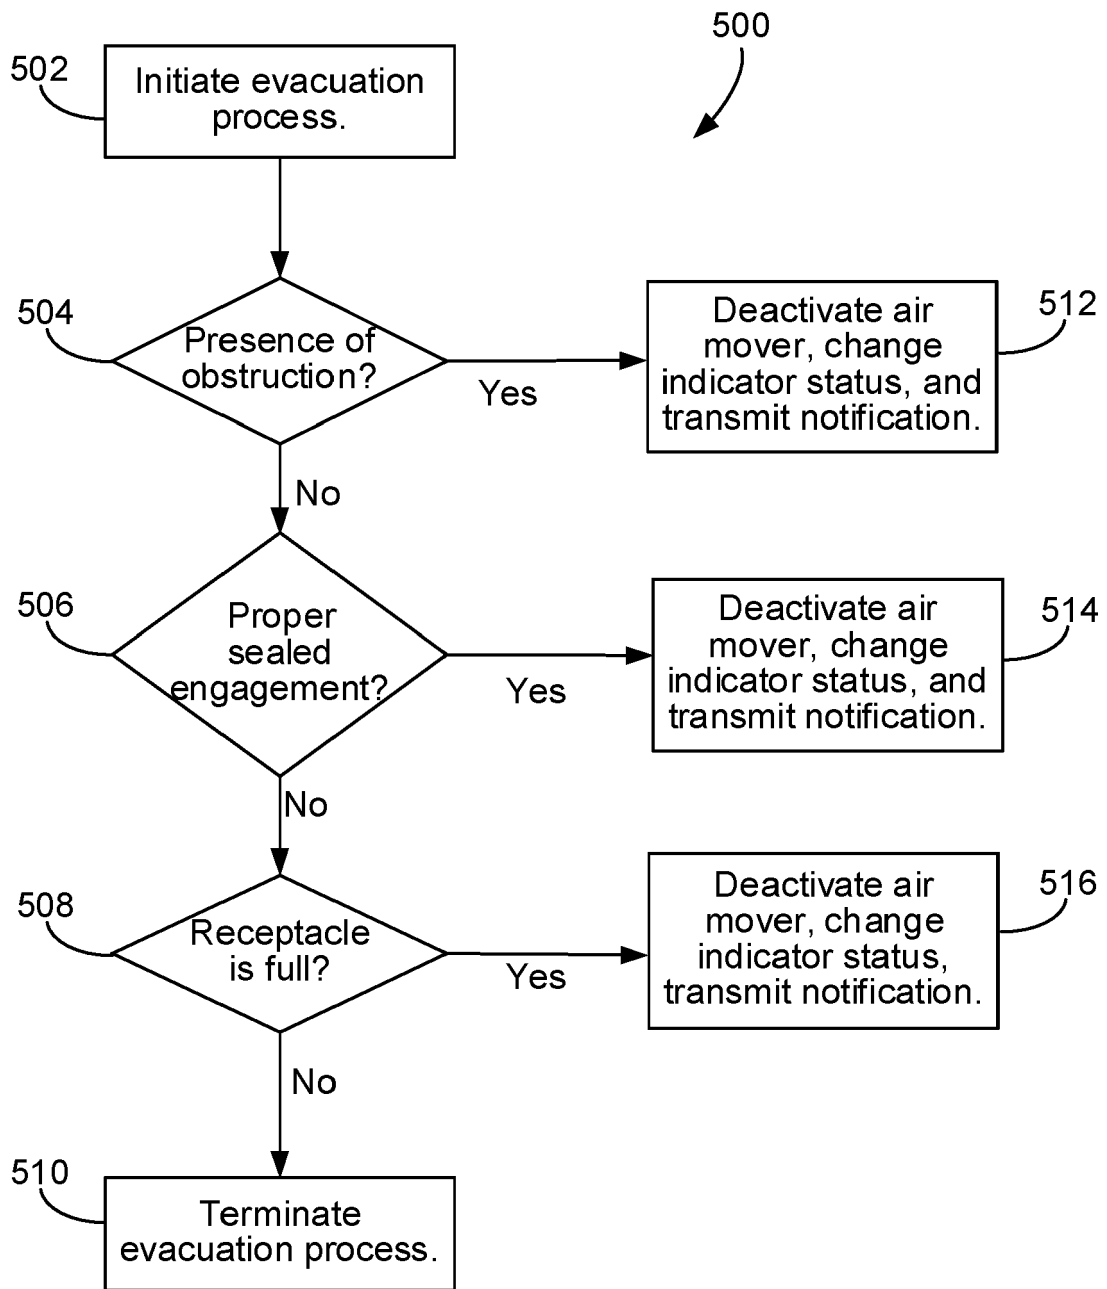 500
502
Initiate evacuation
process.
504
Presence of
obstruction?
Yes
Deactivate air
mover, change
indicator status, and
transmit notification.
512
No
506
Proper
sealed
engagement?
Yes
Deactivate air
mover, change
indicator status, and
transmit notification.
514
No
508
Receptacle
is full?
Yes
Deactivate air
mover, change
indicator status,
transmit notification.
516
No
510
Terminate
evacuation process.